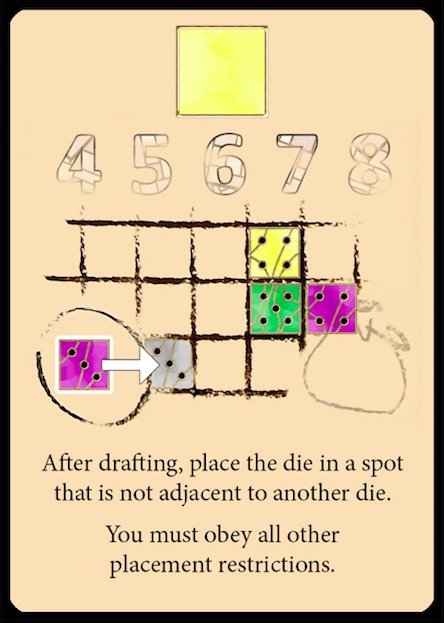 4 5 6 7 8
After drafting, place the die in a spot
that is not adjacent to another die.
You must obey all other
placement restrictions.